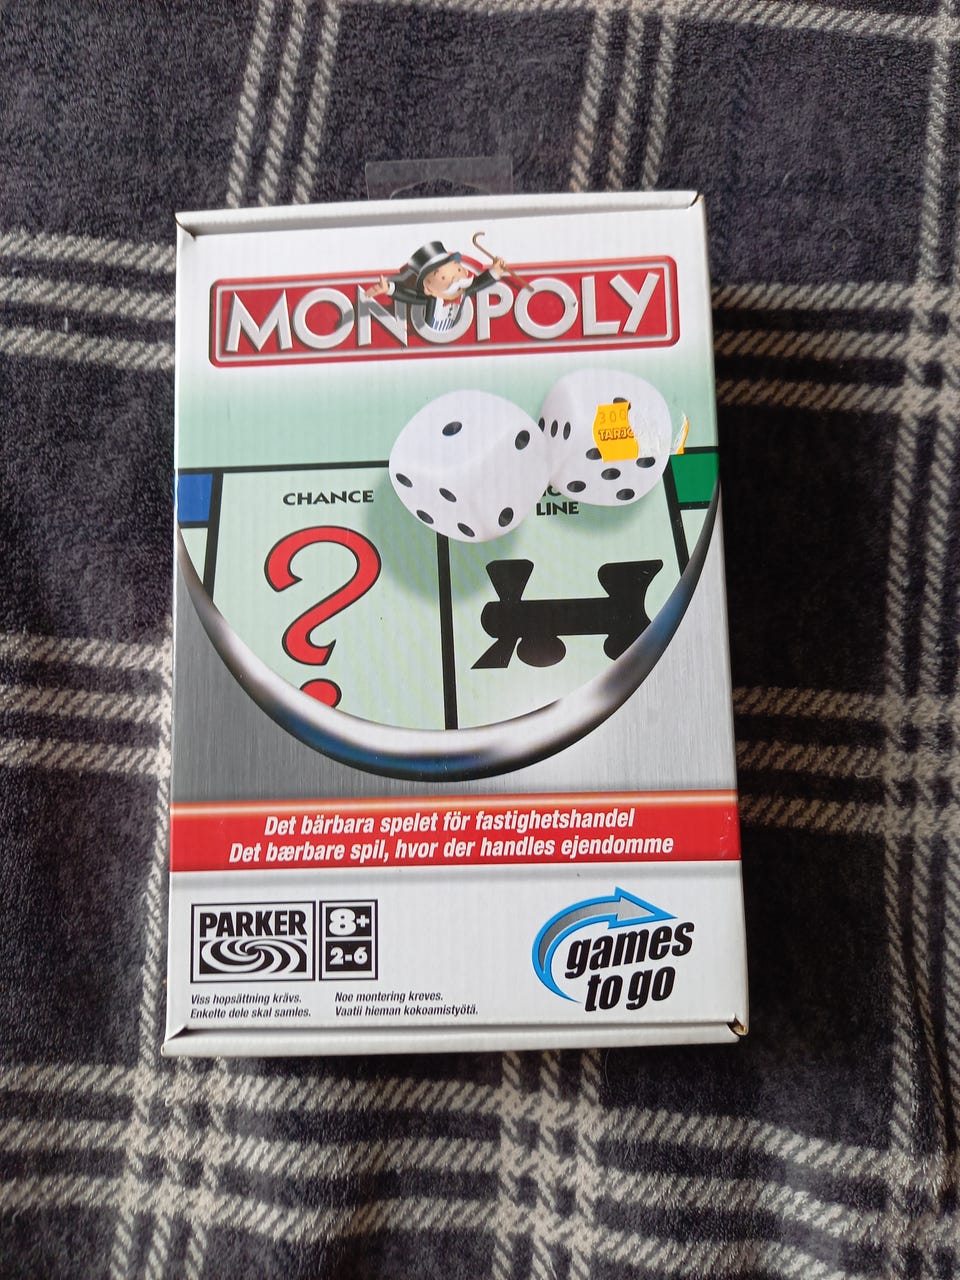 MONOPOLY
300
CHANCE
LINE
Det bärbara spelet för fastighetshandel
Det bærbare spil, hvor der handles ejendomme
PARKER
8+
2-6
games
to go
Viss hopsättning krävs.
Enkelte dele skal samles.
Noe montering kreves.
Vaatii hieman kokoamistyötä.